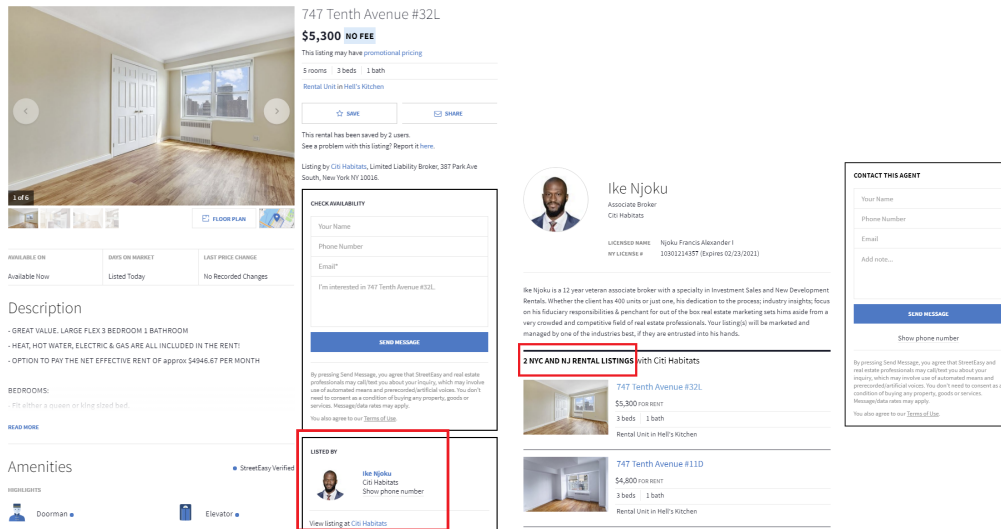 747 Tenth Avenue #32L
$5,300 NO FEE
This listing may have promotional pricing
5 rooms 3 beds 1 bath
Rental Unit in Hell's Kitchen
SAVE SHARE
This rental has been saved by 2 users.
See a problem with this listing? Report it here.
Listing by Citi Habitats, Limited Liability Broker, 387 Park Ave
South, New York NY 10016.
1 of 6
FLOOR PLAN
AVAILABLE ON DAYS ON MARKET LAST PRICE CHANGE
Available Now Listed Today No Recorded Changes
Description
- GREAT VALUE. LARGE FLEX 3 BEDROOM 1 BATHROOM
- HEAT, HOT WATER, ELECTRIC & GAS ARE ALL INCLUDED IN THE RENT!
- OPTION TO PAY THE NET EFFECTIVE RENT OF approx $4946.67 PER MONTH
BEDROOMS:
- Fit either a queen or king sized bed.
READ MORE
Amenities
StreetEasy Verified
HIGHLIGHTS
Doorman Elevator
CHECK AVAILABILITY
Your Name
Phone Number
Email*
I'm interested in 747 Tenth Avenue #32L.
SEND MESSAGE
By pressing Send Message, you agree that StreetEasy and real estate
professionals may call/text you about your inquiry, which may involve
use of automated means and prerecorded/artificial voices. You don't
need to consent as a condition of buying any property, goods or
services. Message/data rates may apply.
You also agree to our Terms of Use.
LISTED BY
Ike Njoku
Citi Habitats
Show phone number
View listing at Citi Habitats
Ike Njoku
Associate Broker
Citi Habitats
LICENSED NAME Njoku Francis Alexander I
NY LICENSE # 10301214357 (Expires 02/23/2021)
Ike Njoku is a 12 year veteran associate broker with a specialty in Investment Sales and New Development
Rentals. Whether the client has 400 units or just one, his dedication to the process; industry insights; focus
on his fiduciary responsibilities & penchant for out of the box real estate marketing sets hims aside from a
very crowded and competitive field of real estate professionals. Your listing(s) will be marketed and
managed by one of the industries best, if they are entrusted into his hands.
2 NYC AND NJ RENTAL LISTINGS with Citi Habitats
747 Tenth Avenue #32L
$5,300 FOR RENT
3 beds 1 bath
Rental Unit in Hell's Kitchen
747 Tenth Avenue #11D
$4,800 FOR RENT
3 beds 1 bath
Rental Unit in Hell's Kitchen
CONTACT THIS AGENT
Your Name
Phone Number
Email
Add note...
SEND MESSAGE
Show phone number
By pressing Send Message, you agree that StreetEasy and
real estate professionals may call/text you about your
inquiry, which may involve use of automated means and
prerecorded/artificial voices. You don't need to consent as a
condition of buying any property, goods or services.
Message/data rates may apply.
You also agree to our Terms of Use.